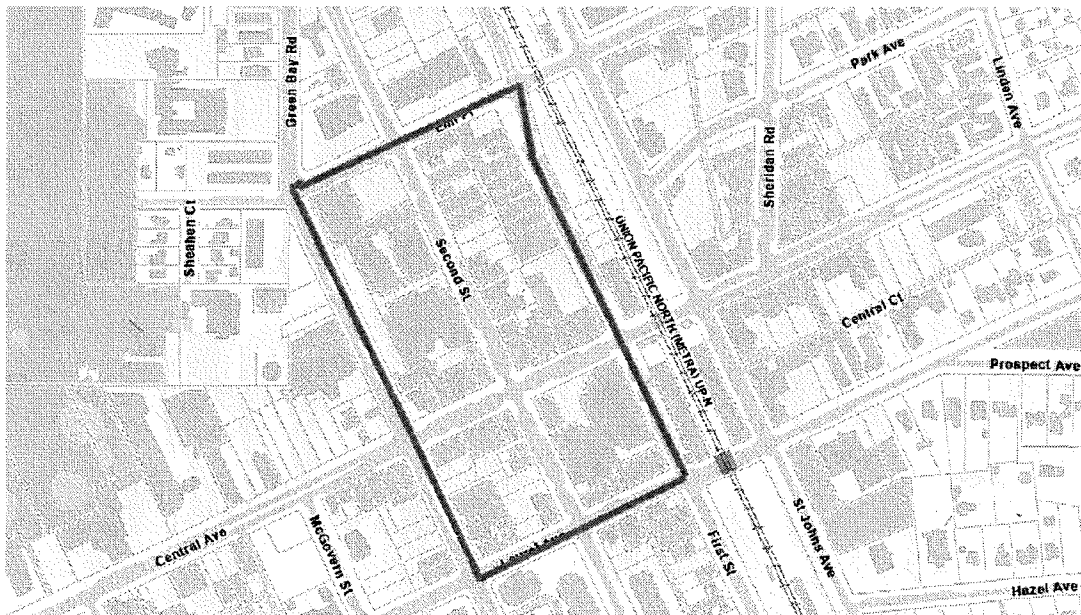 Green Bay Rd
Park Ave
Linden Ave
Elm Pl
Sheridan Rd
Sheahen Ct
Second St
UNION PACIFIC NORTH (METRA) UP-N
Central Ct
Prospect Ave
McGovern St
Central Ave
First St
St Johns Ave
Hazel Ave